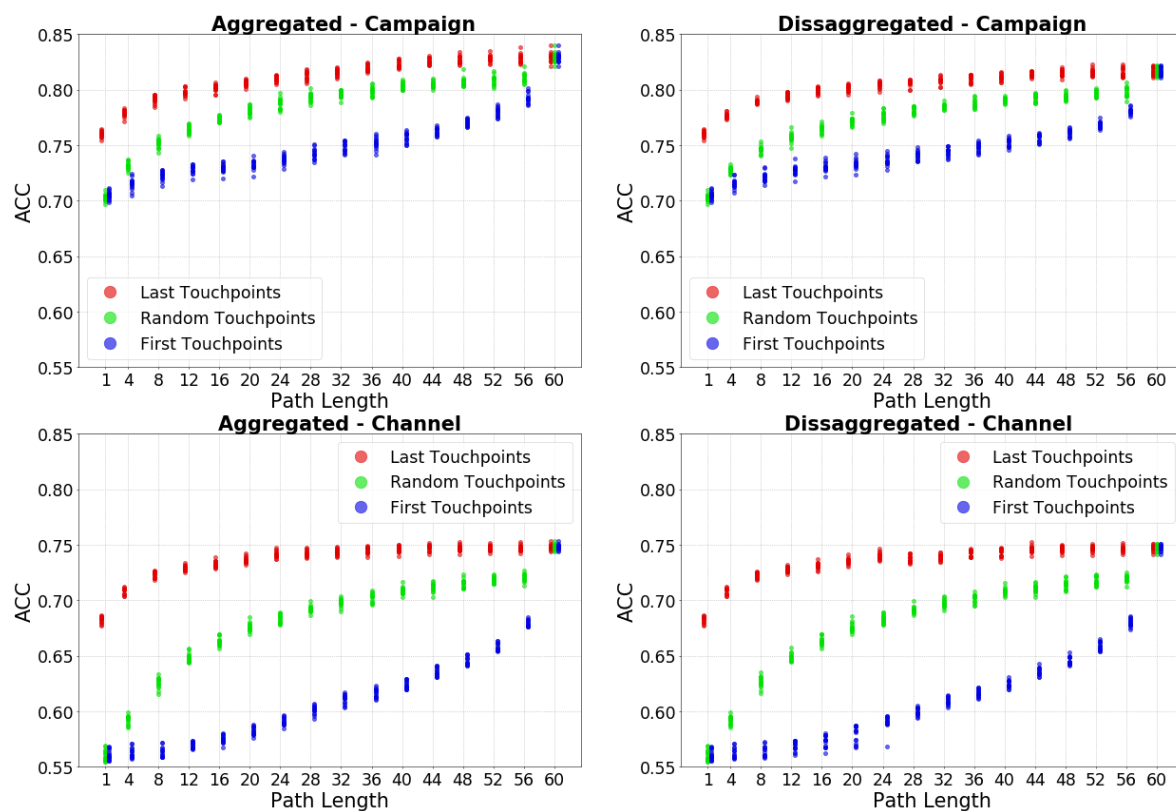 Aggregated - Campaign
0.85
0.80
0.75
0.70
0.65
0.60
0.55
ACC
Last Touchpoints
Random Touchpoints
First Touchpoints
1 4 8 12 16 20 24 28 32 36 40 44 48 52 56 60
Path Length
Dissaggregated - Campaign
0.85
0.80
0.75
0.70
0.65
0.60
0.55
ACC
Last Touchpoints
Random Touchpoints
First Touchpoints
1 4 8 12 16 20 24 28 32 36 40 44 48 52 56 60
Path Length
Aggregated - Channel
0.85
0.80
0.75
0.70
0.65
0.60
0.55
ACC
Last Touchpoints
Random Touchpoints
First Touchpoints
1 4 8 12 16 20 24 28 32 36 40 44 48 52 56 60
Path Length
Dissaggregated - Channel
0.85
0.80
0.75
0.70
0.65
0.60
0.55
ACC
Last Touchpoints
Random Touchpoints
First Touchpoints
1 4 8 12 16 20 24 28 32 36 40 44 48 52 56 60
Path Length